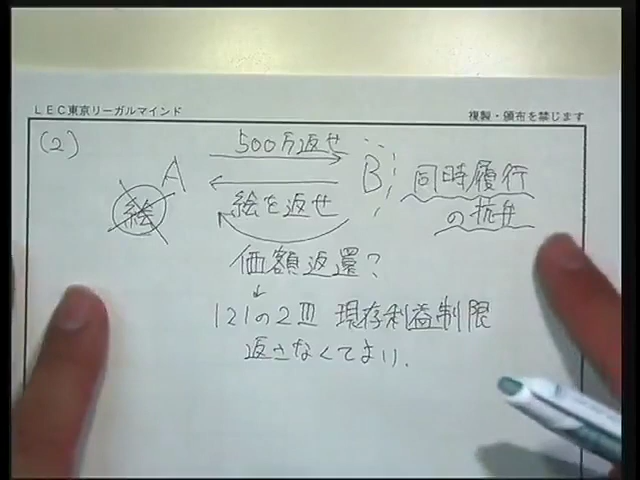 LEC東京リーガルマインド
複製・頒布を禁じます
(2)
500万返せ
A
B
同時履行
の抗弁
絵
絵を返せ
価額返還?
121の2Ⅲ 現存利益制限
返さなくてよい.